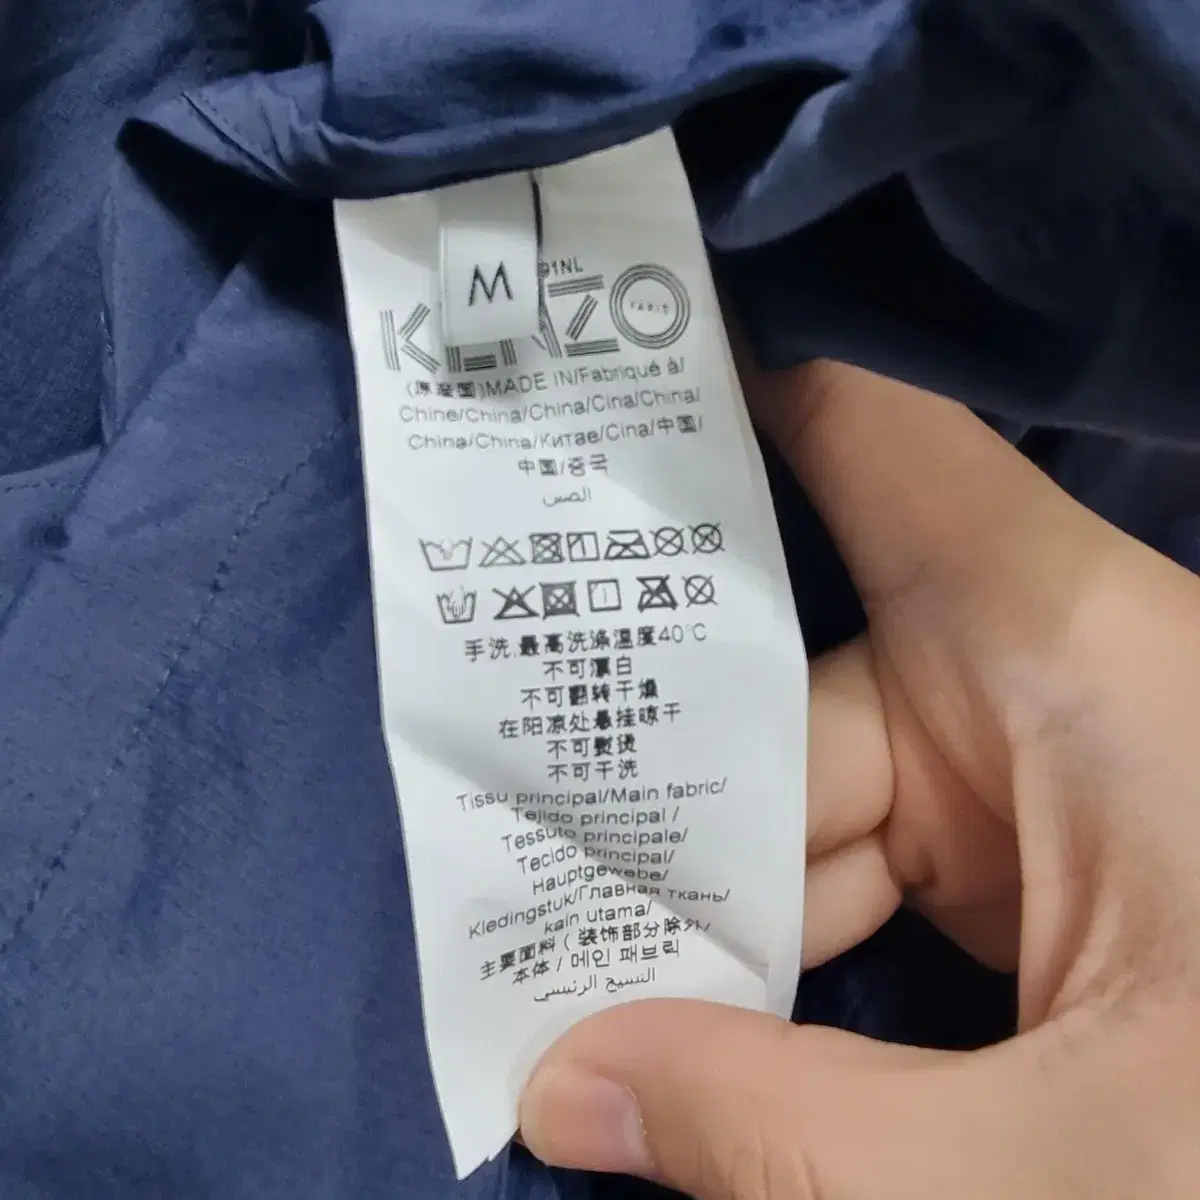 M
91NL
KENZO
PARIS
(原産国)MADE IN/Fabriqué à/
Chine/China/China/Cina/China/
China/China/Китае/Cina/中国/
中国/중국
الصين
手洗,最高洗涤温度40°C
不可漂白
不可翻转干燥
在阳凉处悬挂晾干
不可熨烫
不可干洗
Tissu principal/Main fabric/
Tejido principal /
Tessuto principale/
Tecido principal/
Hauptgewebe/
Kledingstuk/Главная ткань/
kain utama/
主要面料 ( 装饰部分除外/
本体 / 메인 패브릭
النسيج الرئيسي